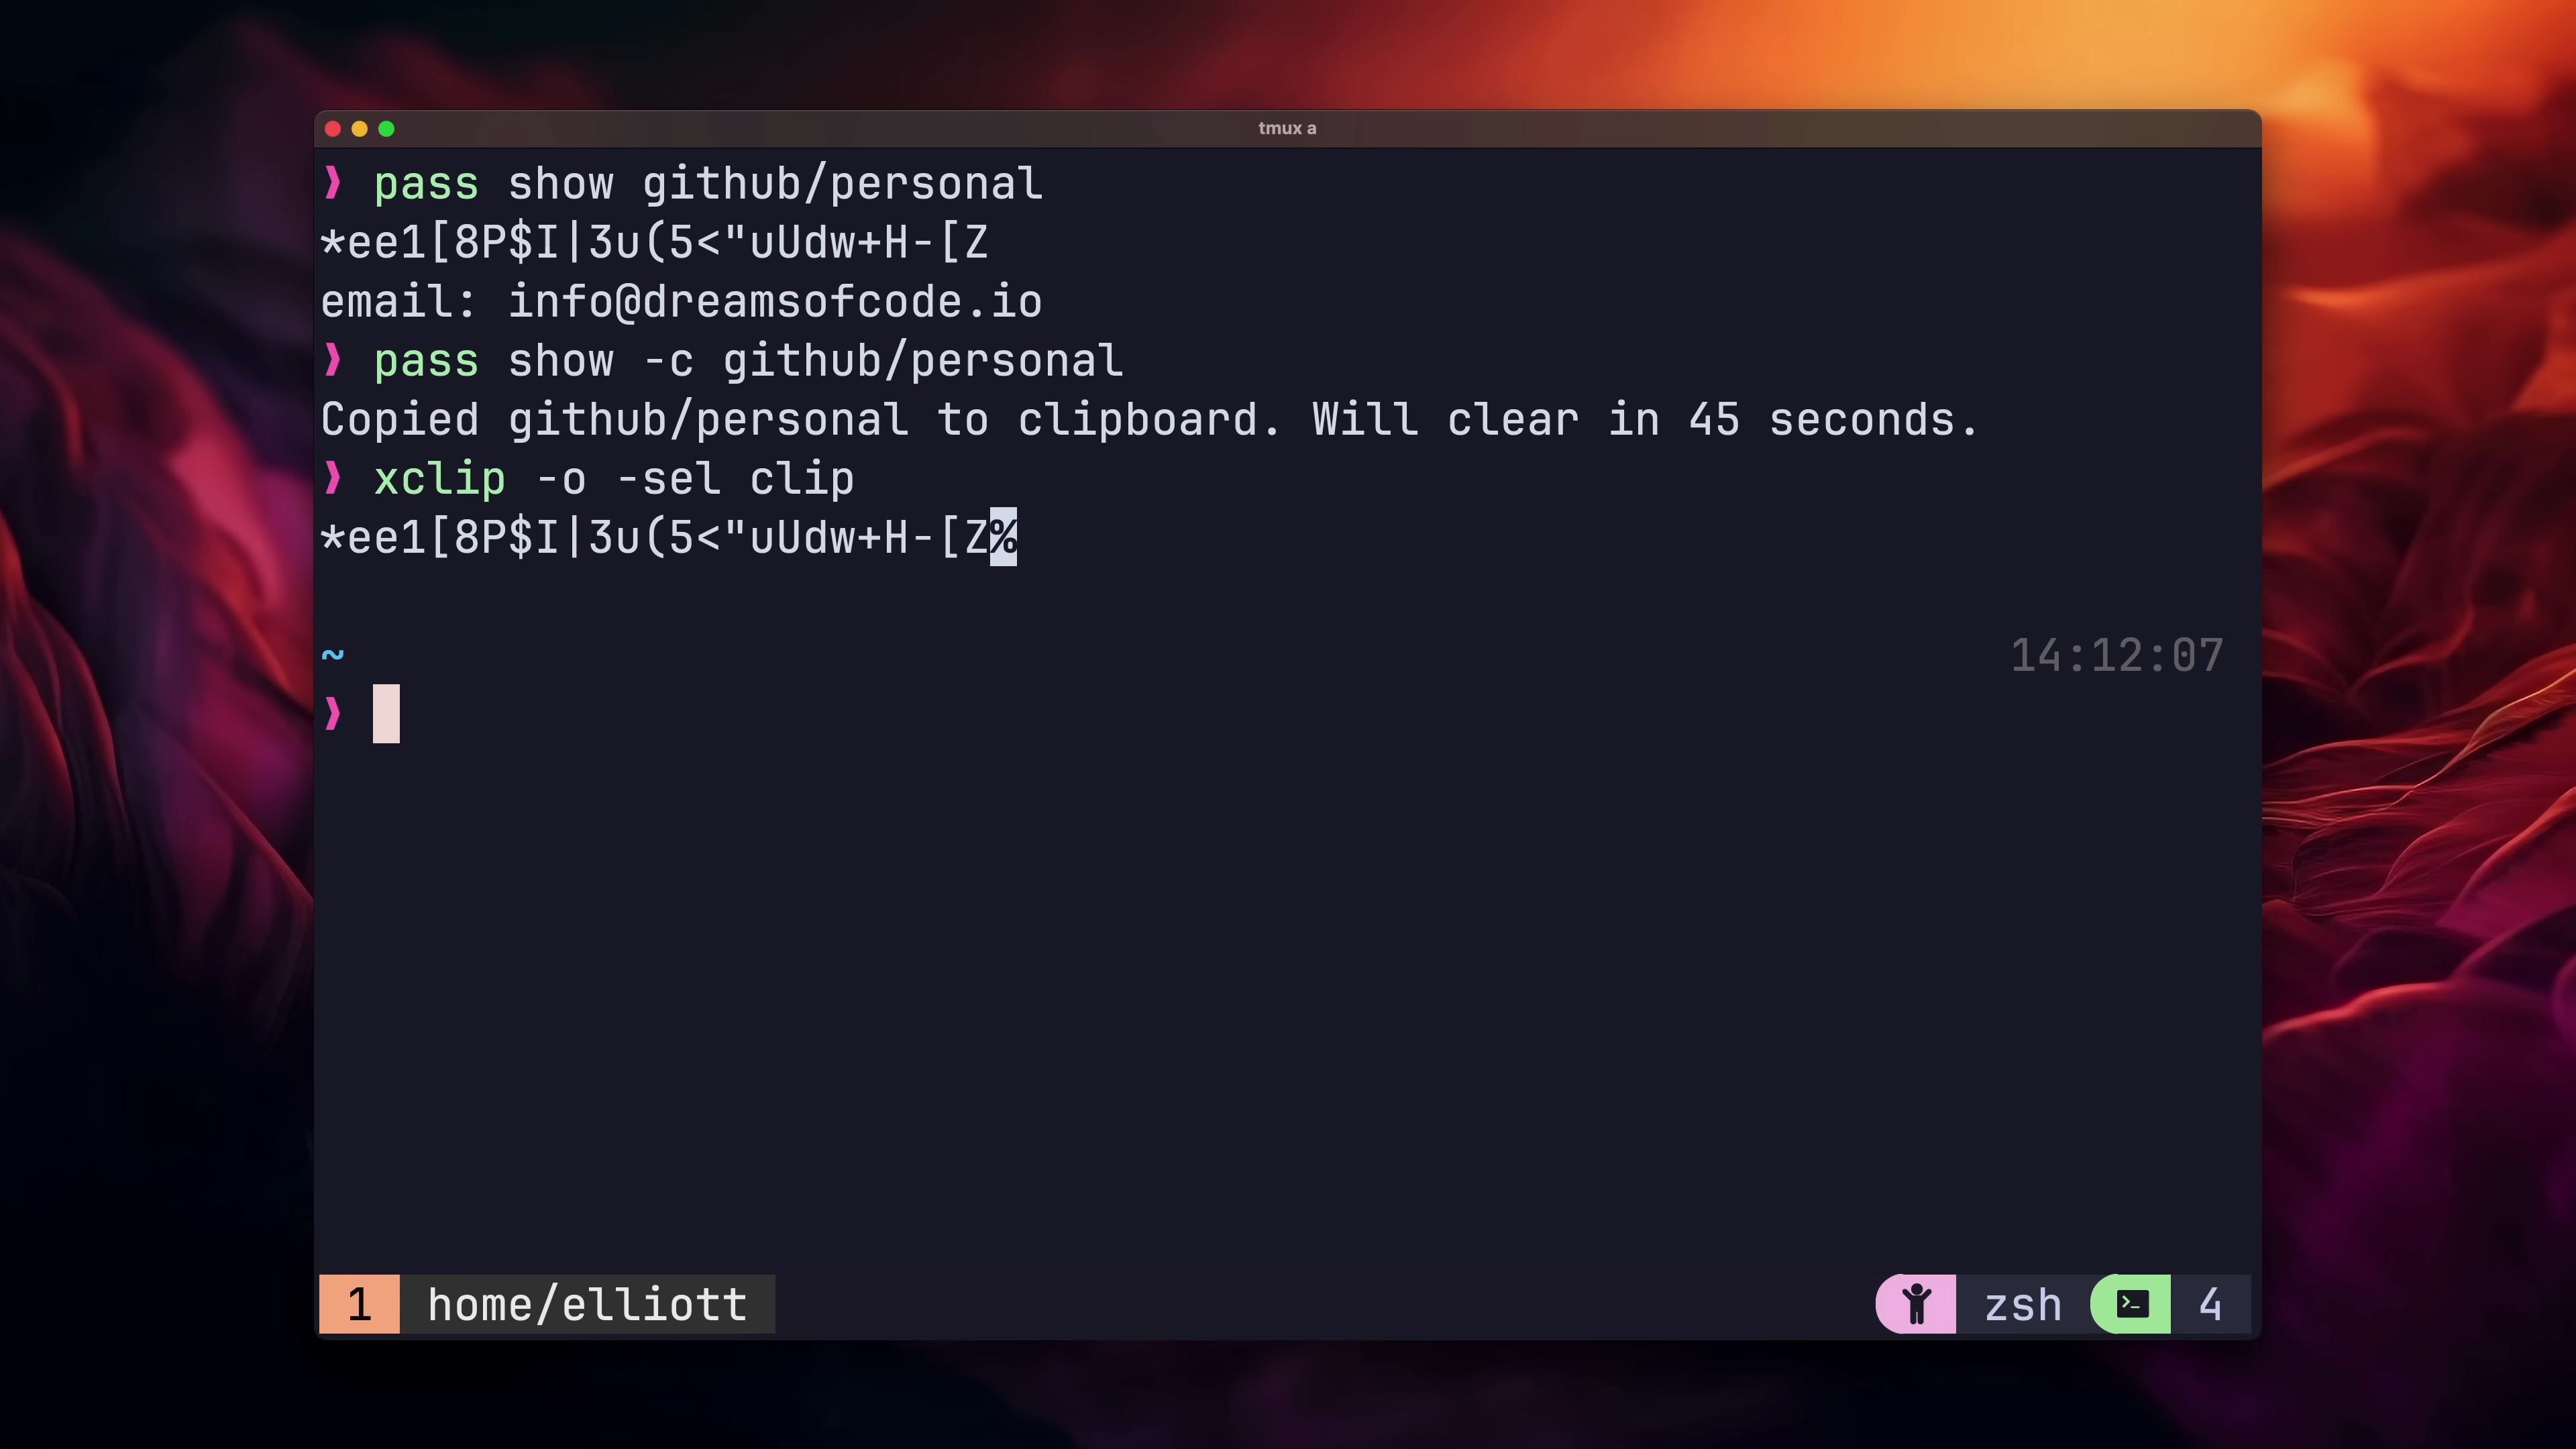 tmux a
❱ pass show github/personal
*ee1[8P$I|3u(5<"uUdw+H-[Z
email: info@dreamsofcode.io
❱ pass show -c github/personal
Copied github/personal to clipboard. Will clear in 45 seconds.
❱ xclip -o -sel clip
*ee1[8P$I|3u(5<"uUdw+H-[Z%
~ 14:12:07
❱
1 home/elliott zsh 4